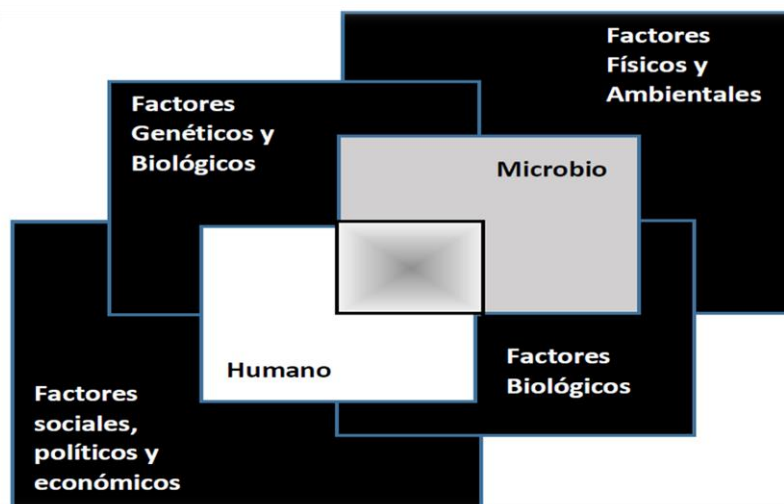 Factores
Físicos y
Ambientales
Factores
Genéticos y
Biológicos
Microbio
Humano
Factores
Biológicos
Factores
sociales,
políticos y
económicos